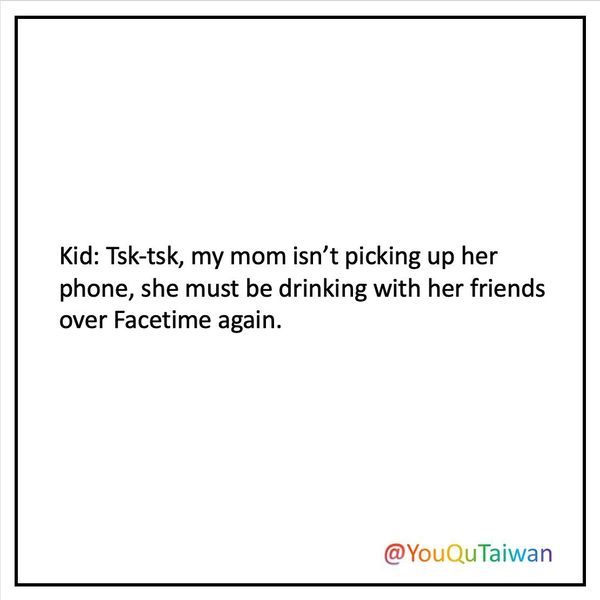 Kid: Tsk-tsk, my mom isn’t picking up her
phone, she must be drinking with her friends
over Facetime again.
@YouQuTaiwan